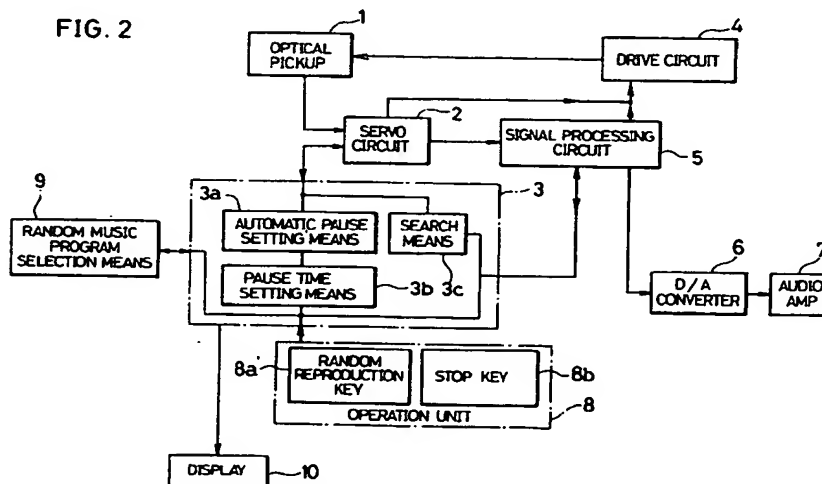 FIG. 2
1
OPTICAL
PICKUP
4
DRIVE CIRCUIT
2
SERVO
CIRCUIT
SIGNAL PROCESSING
CIRCUIT
5
3
3a
AUTOMATIC PAUSE
SETTING MEANS
SEARCH
MEANS
3c
PAUSE TIME
SETTING MEANS
3b
9
RANDOM MUSIC
PROGRAM
SELECTION MEANS
6
D/A
CONVERTER
7
AUDIO
AMP
8a
RANDOM
REPRODUCTION
KEY
STOP KEY
8b
OPERATION UNIT
8
DISPLAY
10